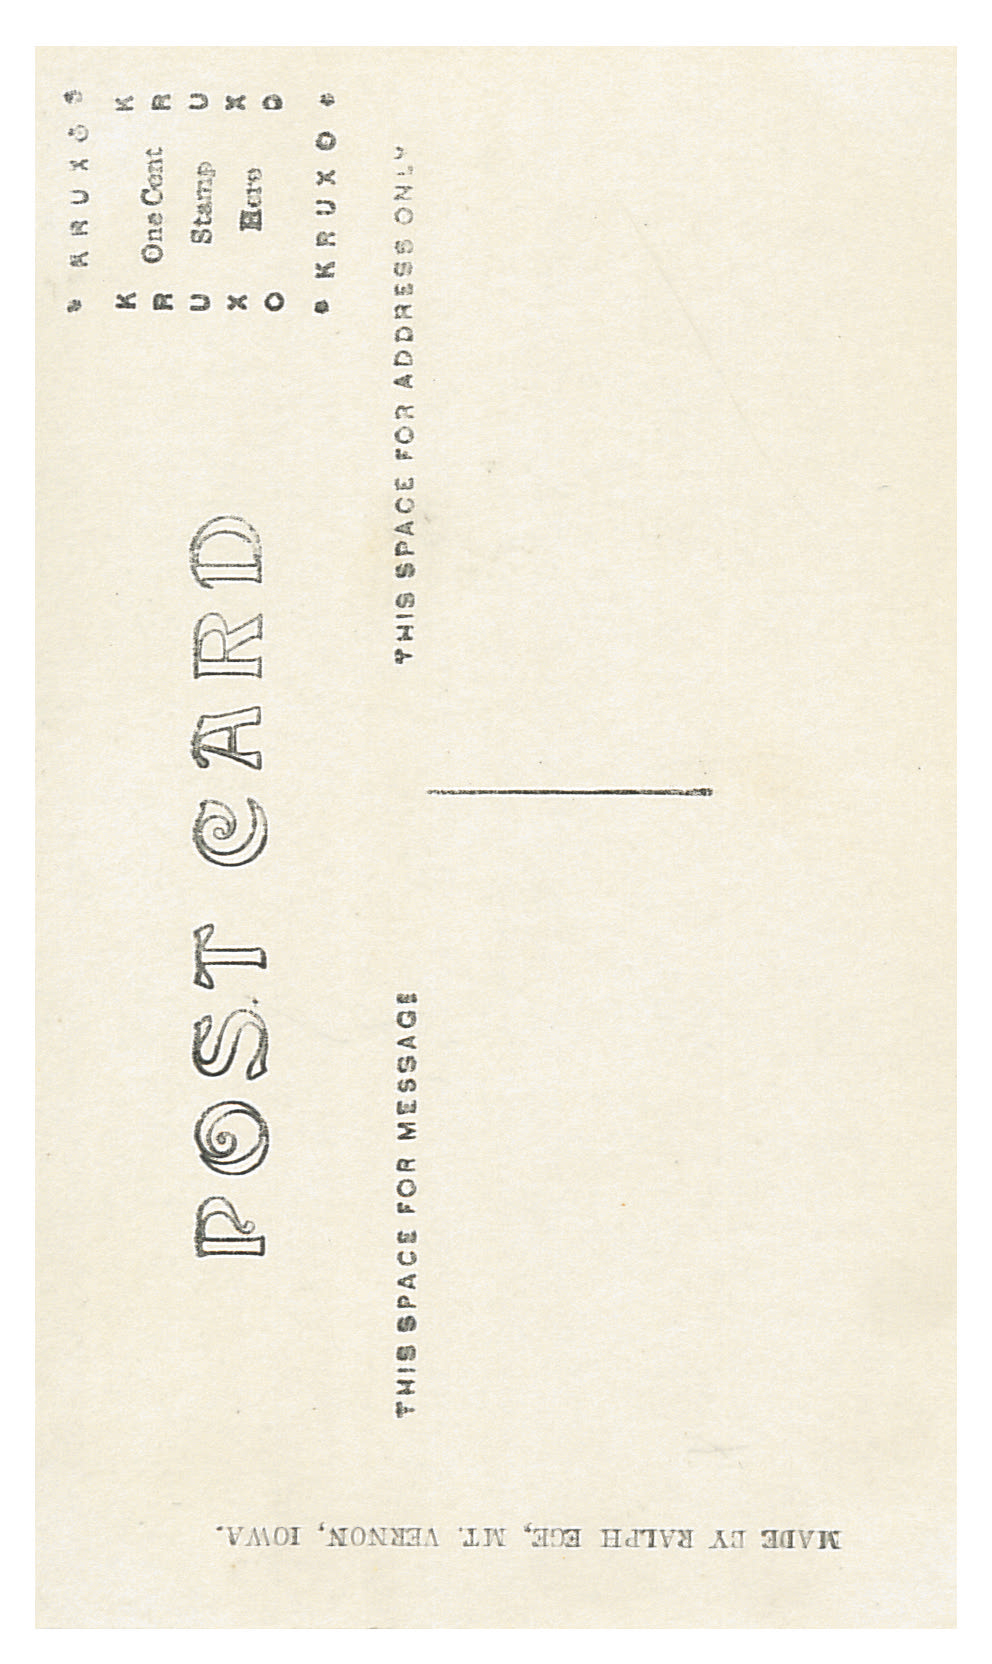 POST CARD
• KRUXO •
K K
R One Cent R
U Stamp U
X Here X
O O
• KRUXO •
THIS SPACE FOR MESSAGE
THIS SPACE FOR ADDRESS ONLY
MADE BY RALPH EGE, MT. VERNON, IOWA.